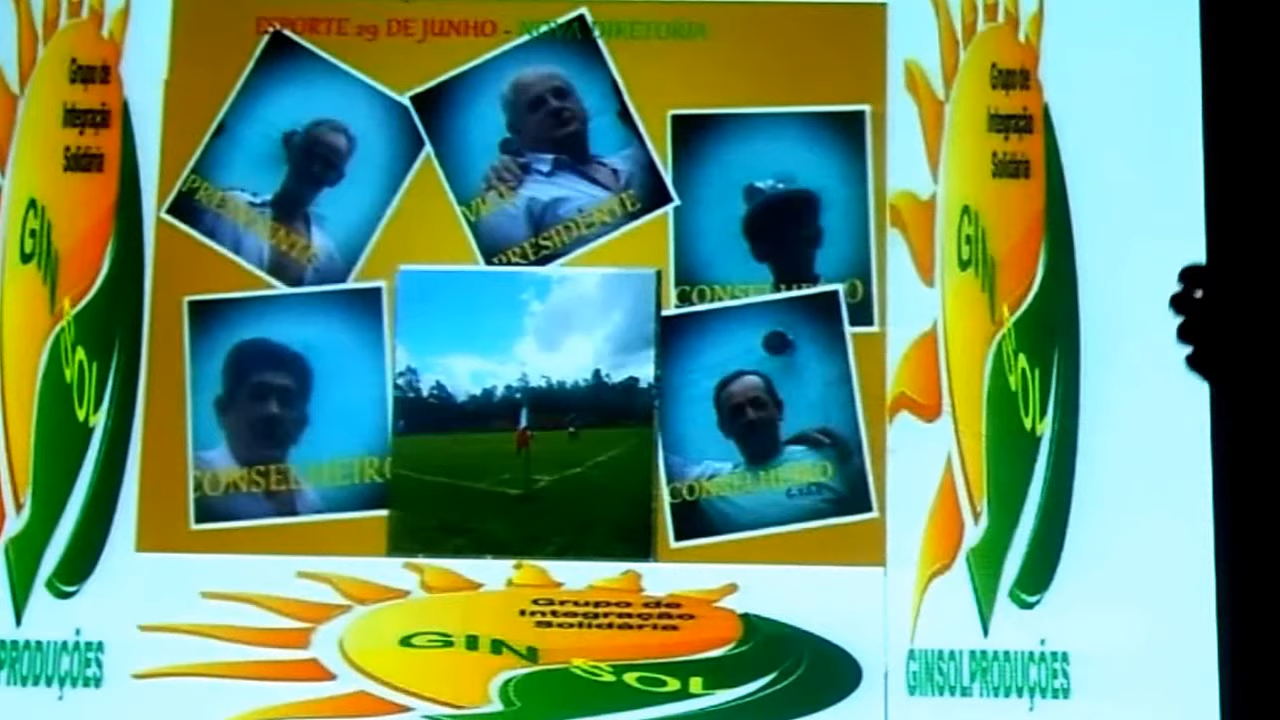 ESPORTE 29 DE JUNHO - NOVA DIRETORIA
Grupo de
Integração
Solidária
GIN
SOL
PRESIDENTE
VICE
PRESIDENTE
CONSELHEIRO
Grupo de
Integração
Solidária
GIN
SOL
CONSELHEIRO
CONSELHEIRO
PRODUÇÕES
Grupo de
Integração
Solidária
GIN
SOL
GINSOLPRODUÇÕES